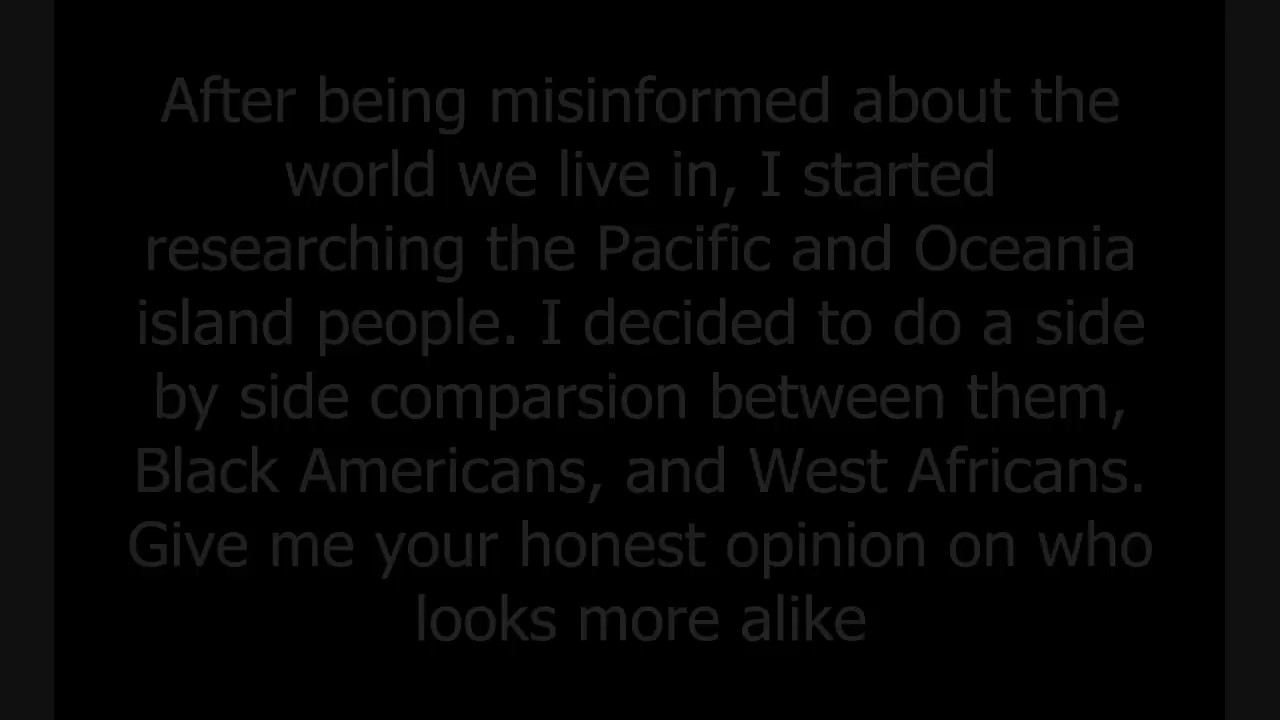 After being misinformed about the
world we live in, I started
researching the Pacific and Oceania
island people. I decided to do a side
by side comparsion between them,
Black Americans, and West Africans.
Give me your honest opinion on who
looks more alike